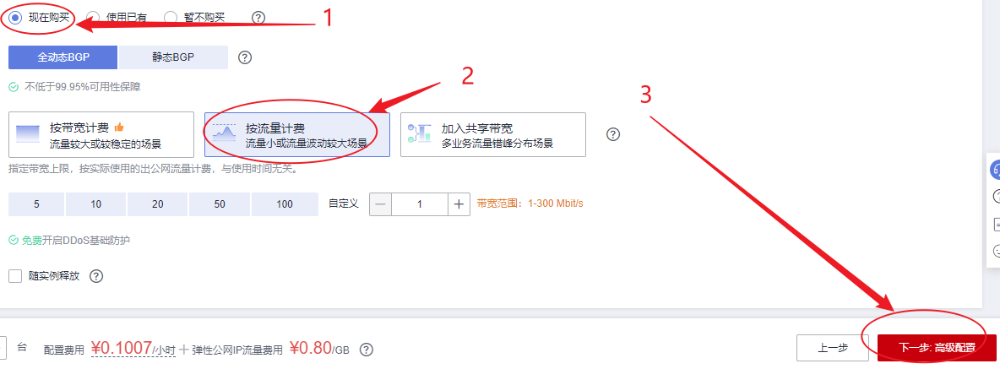 现在购买 使用已有 暂不购买 ? 1
全动态BGP 静态BGP ?
不低于99.95%可用性保障
2
3
按带宽计费 按流量计费 加入共享带宽
流量较大或较稳定的场景 流量小或流量波动较大场景 多业务流量错峰分布场景 ?
指定带宽上限，按实际使用的出公网流量计费，与使用时间无关。
5 10 20 50 100 自定义 — 1 + 带宽范围：1-300 Mbit/s
免费开启DDoS基础防护
随实例释放 ?
台 配置费用 ¥0.1007/小时 + 弹性公网IP流量费用 ¥0.80/GB ? 上一步 下一步: 高级配置